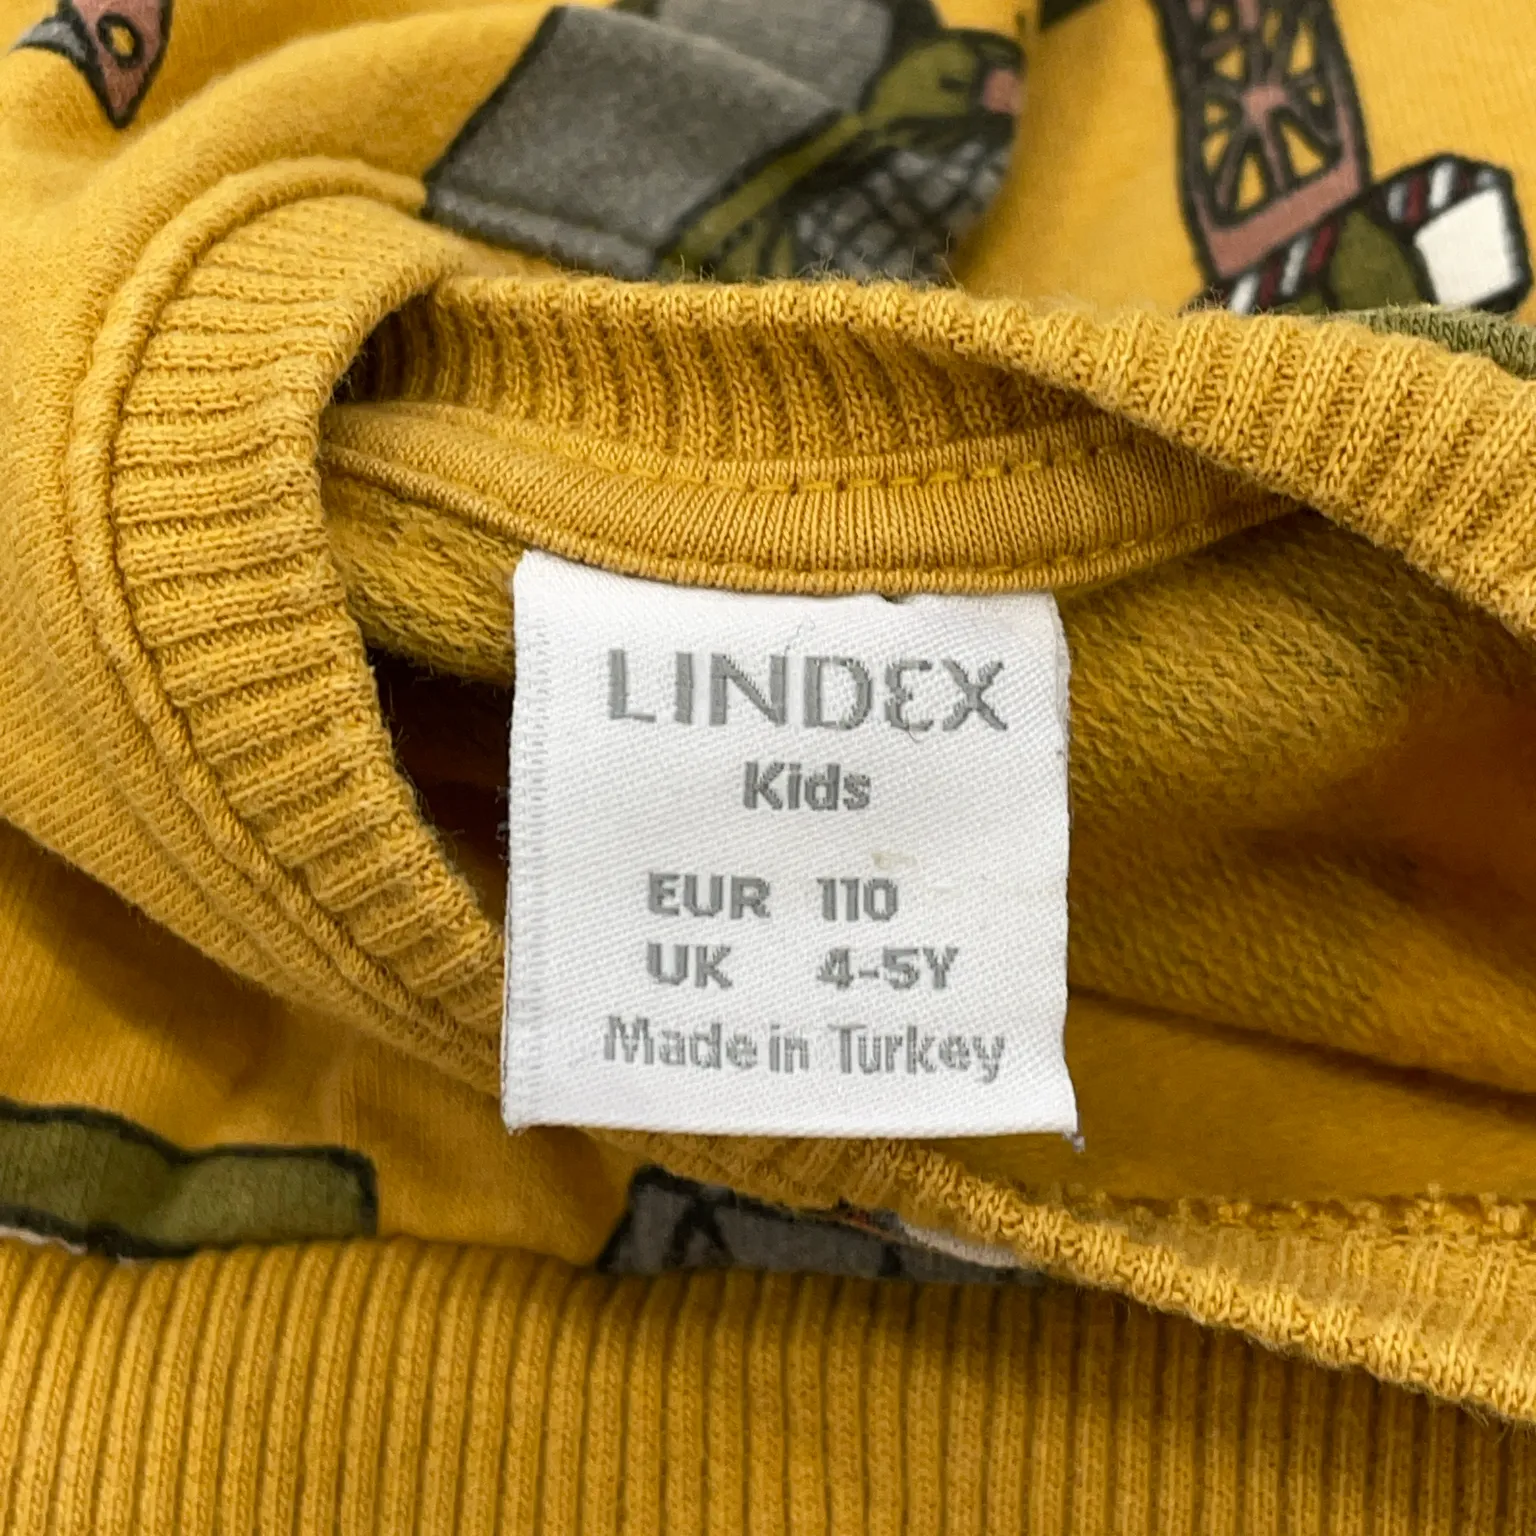 LINDEX
Kids
EUR 110
UK 4-5Y
Made in Turkey